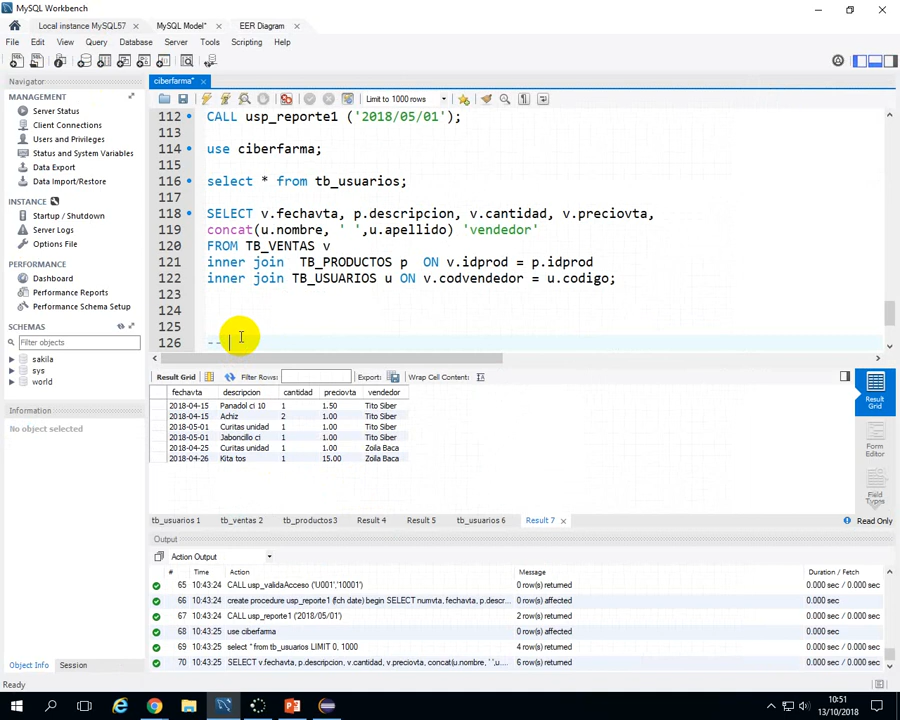 MySQL Workbench
Local instance MySQL57 ×
MySQL Model* ×
EER Diagram ×
File Edit View Query Database Server Tools Scripting Help
Navigator
MANAGEMENT
Server Status
Client Connections
Users and Privileges
Status and System Variables
Data Export
Data Import/Restore
INSTANCE
Startup / Shutdown
Server Logs
Options File
PERFORMANCE
Dashboard
Performance Reports
Performance Schema Setup
SCHEMAS
Filter objects
sakila
sys
world
Information
No object selected
Object Info Session
Ready
ciberfarma* ×
Limit to 1000 rows
112 CALL usp_reporte1 ('2018/05/01');
113
114 use ciberfarma;
115
116 select * from tb_usuarios;
117
118 SELECT v.fechavta, p.descripcion, v.cantidad, v.preciovta,
119 concat(u.nombre, ' ',u.apellido) 'vendedor'
120 FROM TB_VENTAS v
121 inner join  TB_PRODUCTOS p  ON v.idprod = p.idprod
122 inner join TB_USUARIOS u ON v.codvendedor = u.codigo;
123
124
125
126 --
Result Grid Filter Rules: Export: Wrap Cell Content:
fechavta descripcion cantidad preciovta vendedor
2018-04-15 Panadol ci 10 1 1.50 Tito Siber
2018-04-15 Achiz 2 1.00 Tito Siber
2018-05-01 Curitas unidad 1 1.00 Tito Siber
2018-05-01 Jaboncillo ci 1 1.00 Tito Siber
2018-04-25 Curitas unidad 1 1.00 Zoila Baca
2018-04-26 Kita tos 1 15.00 Zoila Baca
Result Grid
Form Editor
Field Types
tb_usuarios 1 tb_ventas 2 tb_productos3 Result 4 Result 5 tb_usuarios 6 Result 7 × Read Only
Output
Action Output
# Time Action Message Duration / Fetch
65 10:43:24 CALL usp_validaAcceso ('U001','10001') 0 row(s) returned 0.000 sec / 0.000 sec
66 10:43:24 create procedure usp_reporte1 (fch date) begin SELECT numvta, fechavta, p.descr... 0 row(s) affected 0.000 sec
67 10:43:24 CALL usp_reporte1 ('2018/05/01') 2 row(s) returned 0.000 sec / 0.000 sec
68 10:43:25 use ciberfarma 0 row(s) affected 0.000 sec
69 10:43:25 select * from tb_usuarios LIMIT 0, 1000 4 row(s) returned 0.000 sec / 0.000 sec
70 10:43:25 SELECT v.fechavta, p.descripcion, v.cantidad, v.preciovta, concat(u.nombre, ' ',u... 6 row(s) returned 0.000 sec / 0.000 sec
10:51
13/10/2018